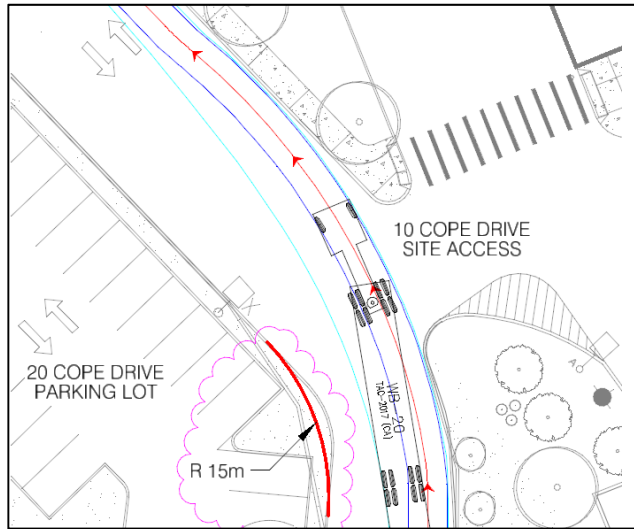 10 COPE DRIVE
SITE ACCESS
20 COPE DRIVE
PARKING LOT
WB-20
TAC-2017 (CA)
R 15m
A